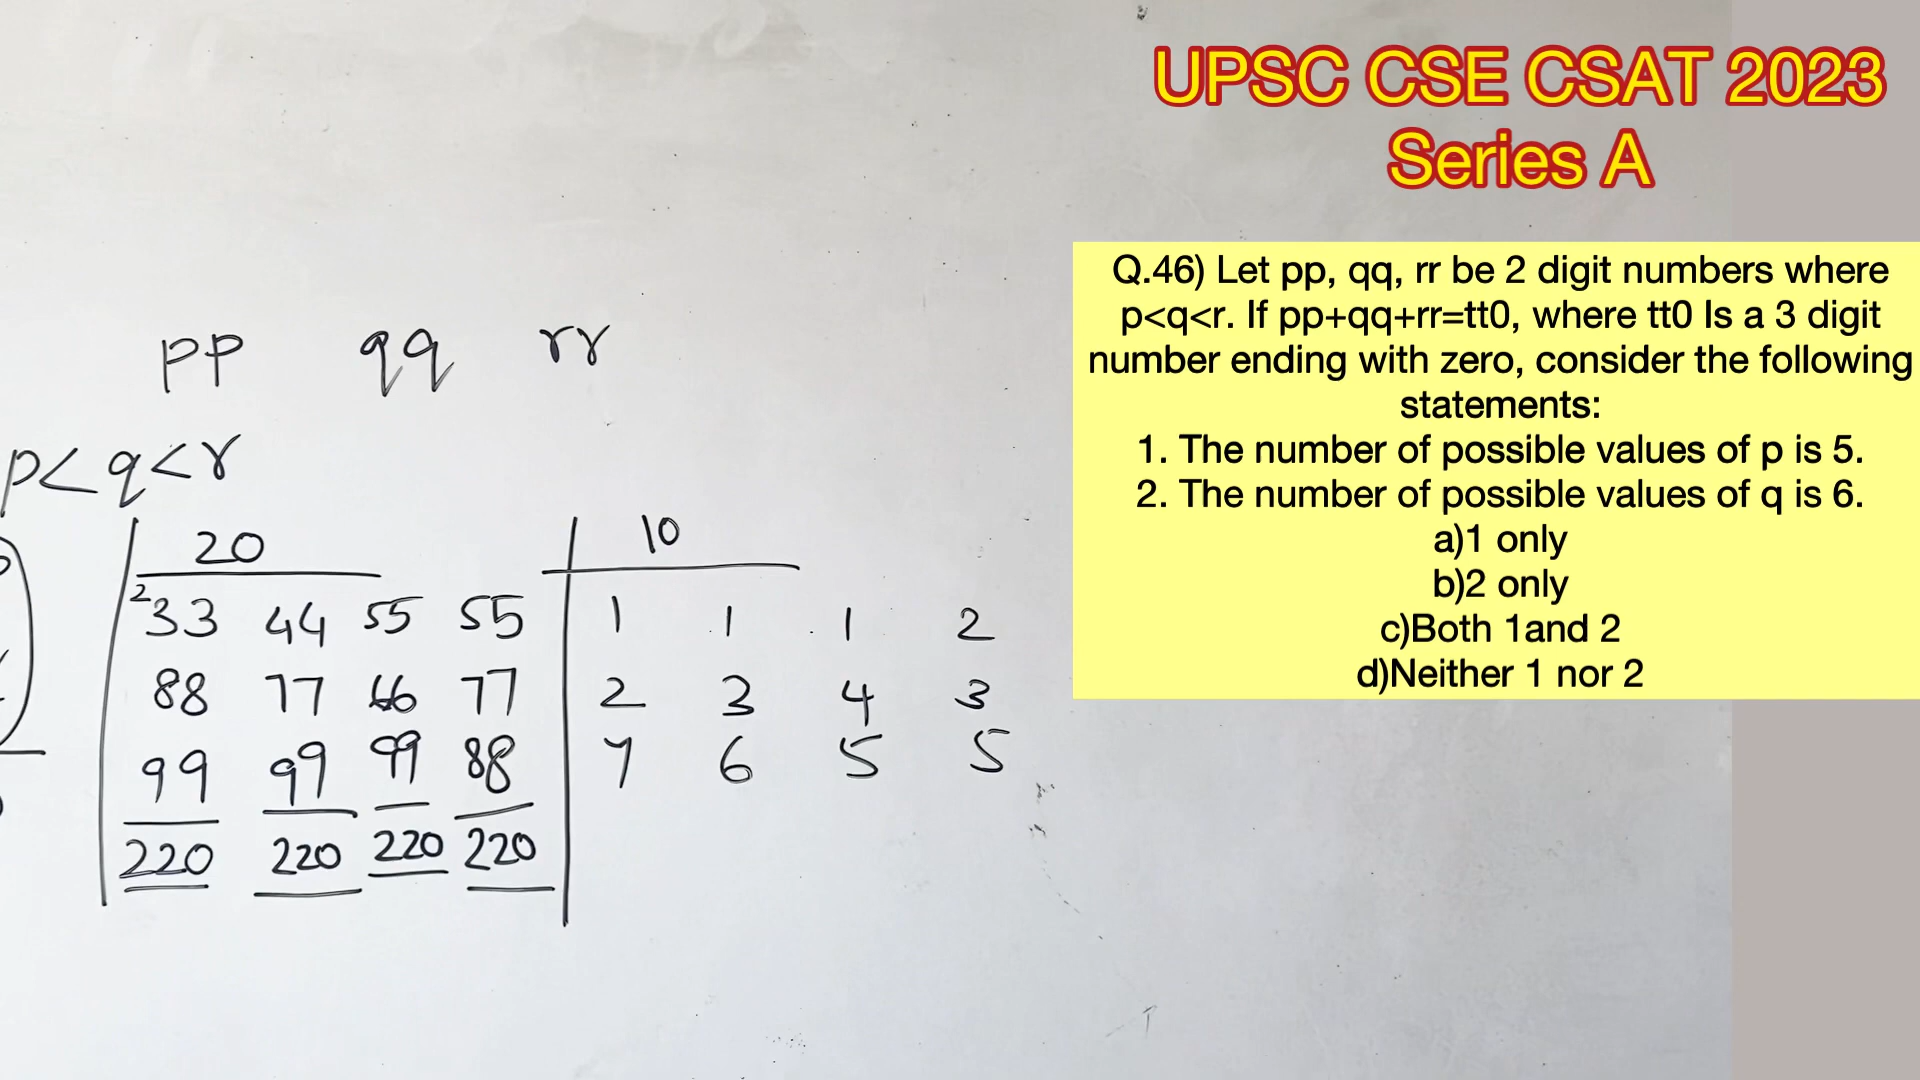 UPSC CSE CSAT 2023
Series A
Q.46) Let pp, qq, rr be 2 digit numbers where
p<q<r. If pp+qq+rr=tt0, where tt0 Is a 3 digit
number ending with zero, consider the following
statements:
1. The number of possible values of p is 5.
2. The number of possible values of q is 6.
a)1 only
b)2 only
c)Both 1and 2
d)Neither 1 nor 2
pp qq rr
p<q<r
20 10
2
33 44 55 55 1 1 1 2
88 77 66 77 2 3 4 3
99 99 99 88 7 6 5 5
220 220 220 220